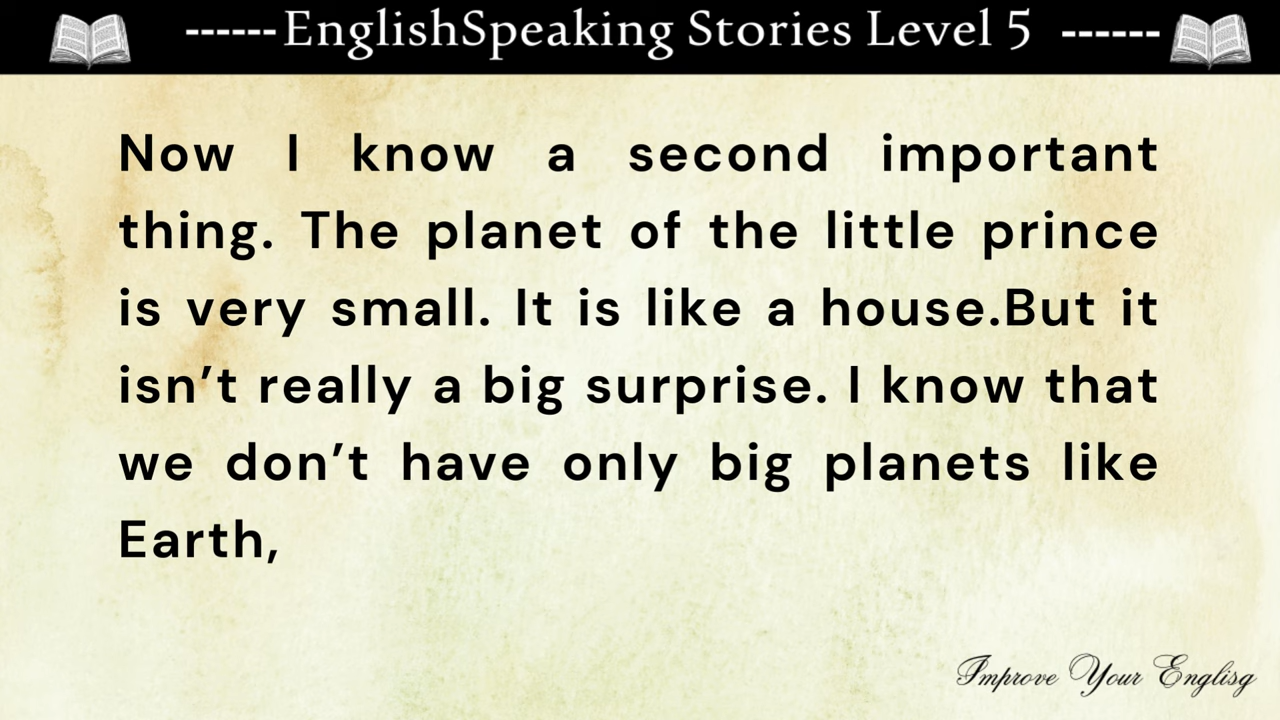 ------EnglishSpeaking Stories Level 5 ------
Now I know a second important
thing. The planet of the little prince
is very small. It is like a house.But it
isn’t really a big surprise. I know that
we don’t have only big planets like
Earth,
Improve Your Englisg